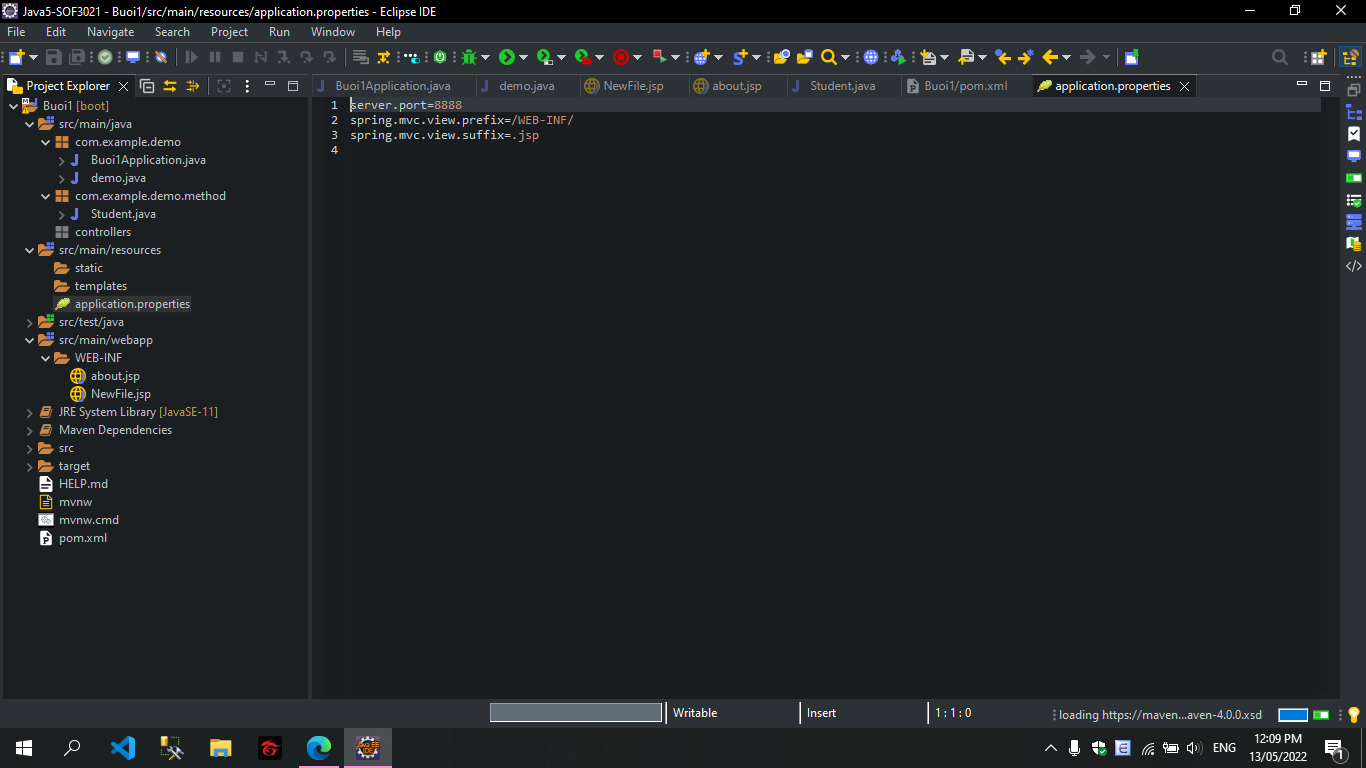 Java5-SOF3021 - Buoi1/src/main/resources/application.properties - Eclipse IDE
File Edit Navigate Search Project Run Window Help
Project Explorer
Buoi1Application.java demo.java NewFile.jsp about.jsp Student.java Buoi1/pom.xml application.properties
Buoi1 [boot]
src/main/java
com.example.demo
Buoi1Application.java
demo.java
com.example.demo.method
Student.java
controllers
src/main/resources
static
templates
application.properties
src/test/java
src/main/webapp
WEB-INF
about.jsp
NewFile.jsp
JRE System Library [JavaSE-11]
Maven Dependencies
src
target
HELP.md
mvnw
mvnw.cmd
pom.xml
1 server.port=8888
2 spring.mvc.view.prefix=/WEB-INF/
3 spring.mvc.view.suffix=.jsp
4
Writable Insert 1 : 1 : 0 loading https://maven...aven-4.0.0.xsd
ENG 12:09 PM
13/05/2022
1